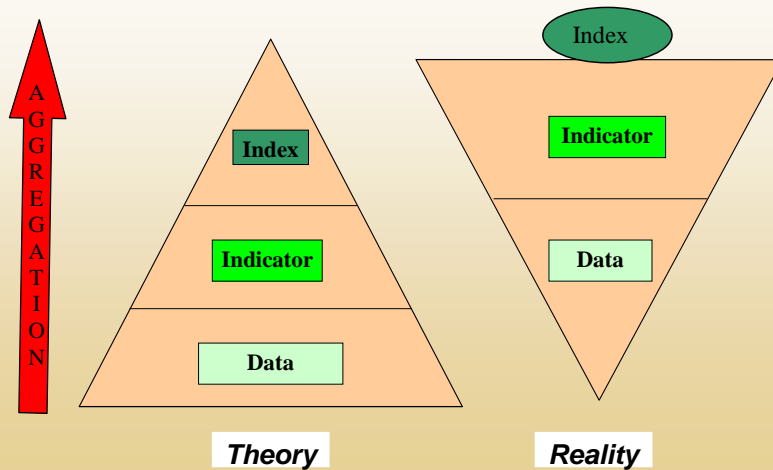 AGGREGATION
Index
Indicator
Data
Theory
Index
Indicator
Data
Reality